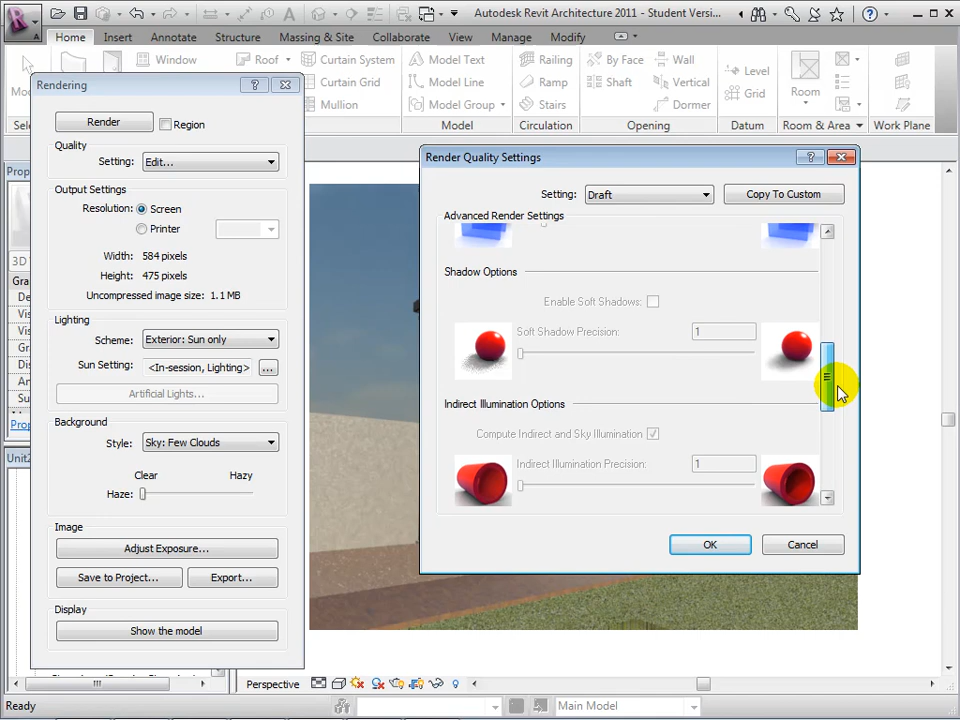 Autodesk Revit Architecture 2011 - Student Versi...
Home Insert Annotate Structure Massing & Site Collaborate View Manage Modify
Window Roof Curtain System Model Text Railing By Face Wall Level
Curtain Grid Model Line Ramp Shaft Vertical Grid Room
Mullion Model Group Stairs Dormer
Model Circulation Opening Datum Room & Area Work Plane
Rendering
Render Region
Quality
Setting: Edit...
Output Settings
Resolution: Screen
Printer
Width: 584 pixels
Height: 475 pixels
Uncompressed image size: 1.1 MB
Lighting
Scheme: Exterior: Sun only
Sun Setting: <In-session, Lighting> ...
Artificial Lights...
Background
Style: Sky: Few Clouds
Clear Hazy
Haze:
Image
Adjust Exposure...
Save to Project... Export...
Display
Show the model
Render Quality Settings
Setting: Draft Copy To Custom
Advanced Render Settings
Shadow Options
Enable Soft Shadows:
Soft Shadow Precision: 1
Indirect Illumination Options
Compute Indirect and Sky Illumination
Indirect Illumination Precision: 1
OK Cancel
Perspective
Ready Main Model